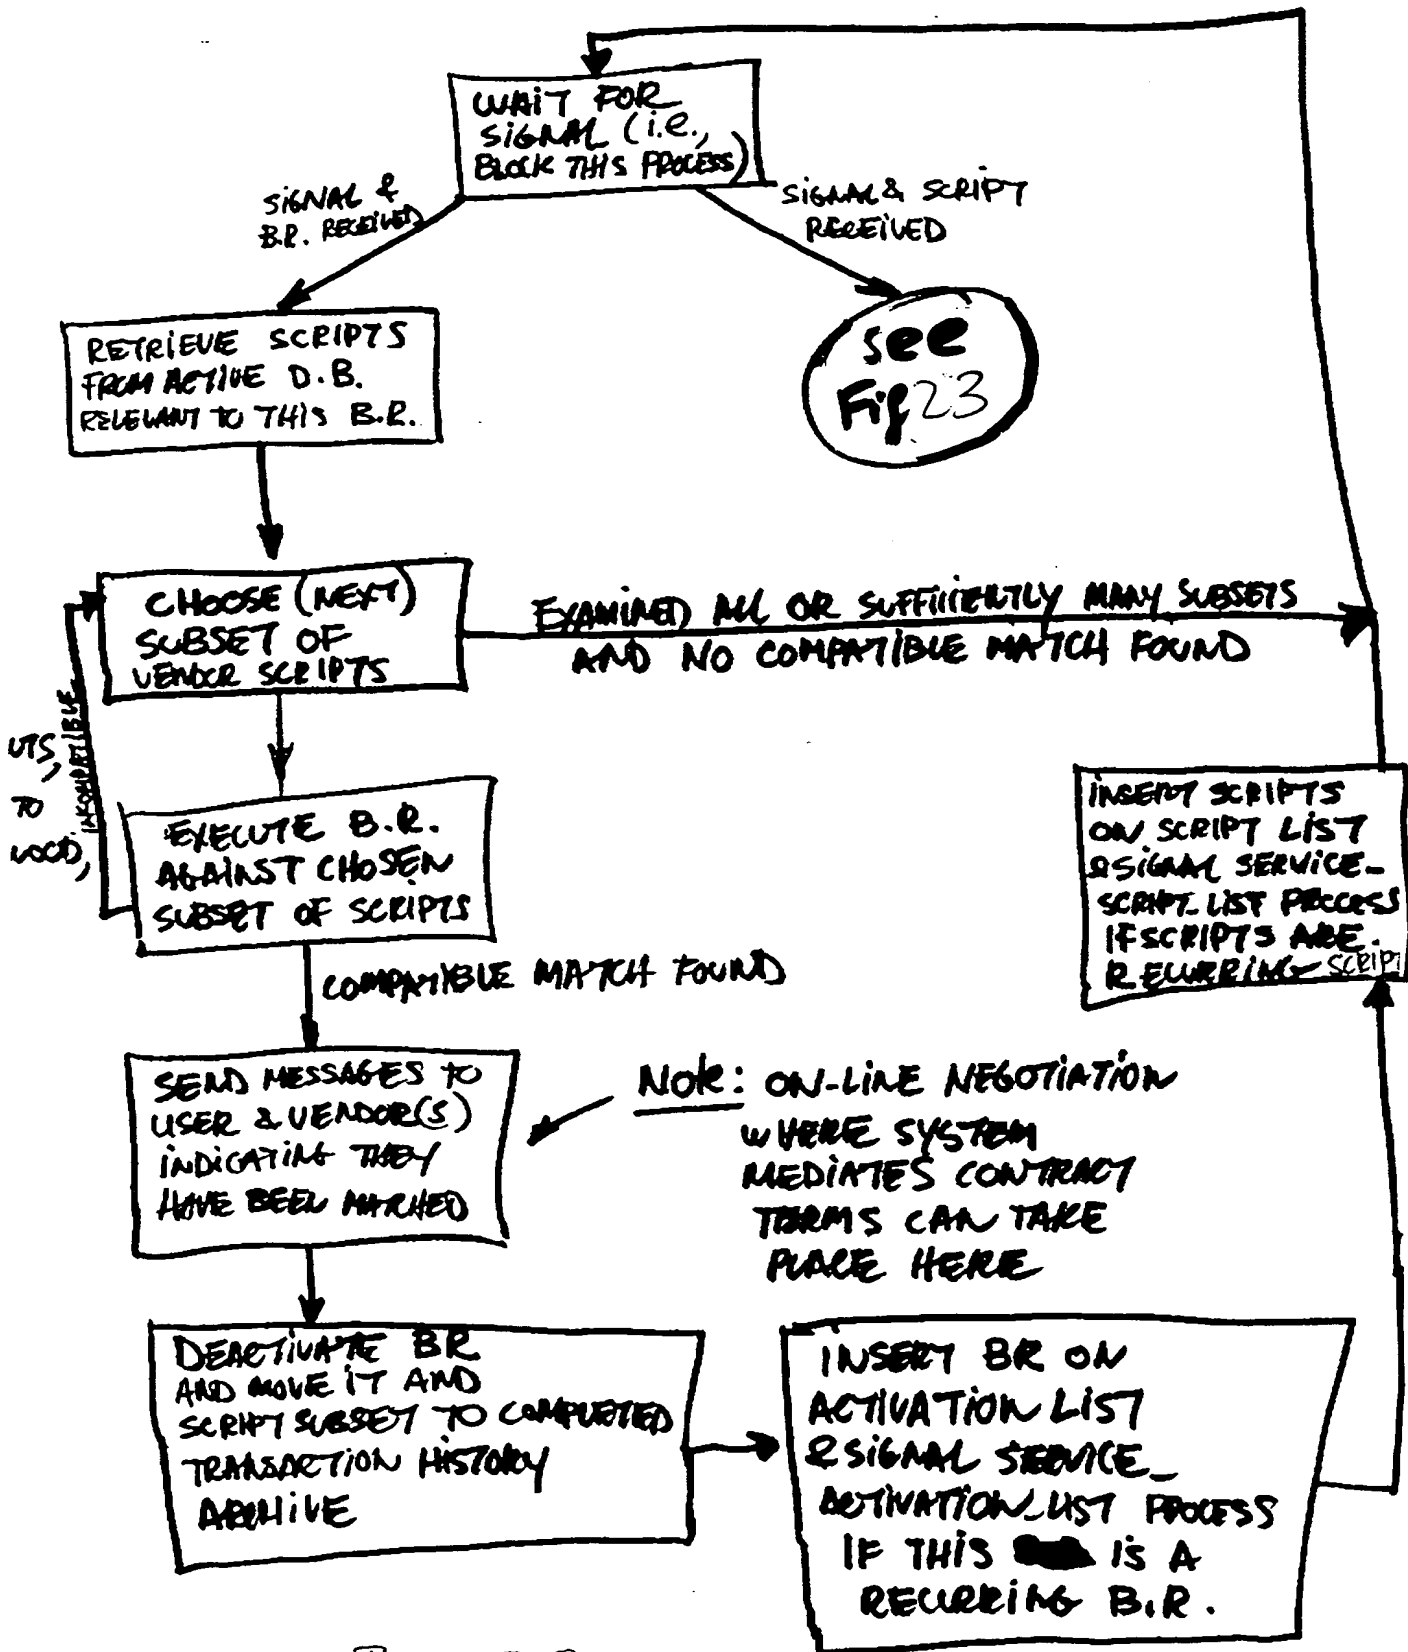 WAIT FOR
SIGNAL (i.e.,
BLOCK THIS PROCESS)
SIGNAL &
B.R. RECEIVED
SIGNAL & SCRIPT
RECEIVED
RETRIEVE SCRIPTS
FROM ACTIVE D.B.
RELEVANT TO THIS B.R.
see
Fig 23
CHOOSE (NEXT)
SUBSET OF
VENDOR SCRIPTS
EXAMINED ALL OR SUFFICIENTLY MANY SUBSETS
AND NO COMPATIBLE MATCH FOUND
TO
INCOMPATIBLE
EXECUTE B.R.
AGAINST CHOSEN
SUBSET OF SCRIPTS
COMPATIBLE MATCH FOUND
INSERT SCRIPTS
ON SCRIPT LIST
& SIGNAL SERVICE_
SCRIPT_LIST PROCESS
IF SCRIPTS ARE
RECURRING SCRIPT
SEND MESSAGES TO
USER & VENDOR(S)
INDICATING THEY
HAVE BEEN MATCHED
Note: ON-LINE NEGOTIATION
WHERE SYSTEM
MEDIATES CONTRACT
TERMS CAN TAKE
PLACE HERE
DEACTIVATE BR
AND MOVE IT AND
SCRIPT SUBSET TO COMPLETED
TRANSACTION HISTORY
ARCHIVE
INSERT BR ON
ACTIVATION LIST
& SIGNAL SERVICE_
ACTIVATION_LIST PROCESS
IF THIS IS A
RECURRING B.R.